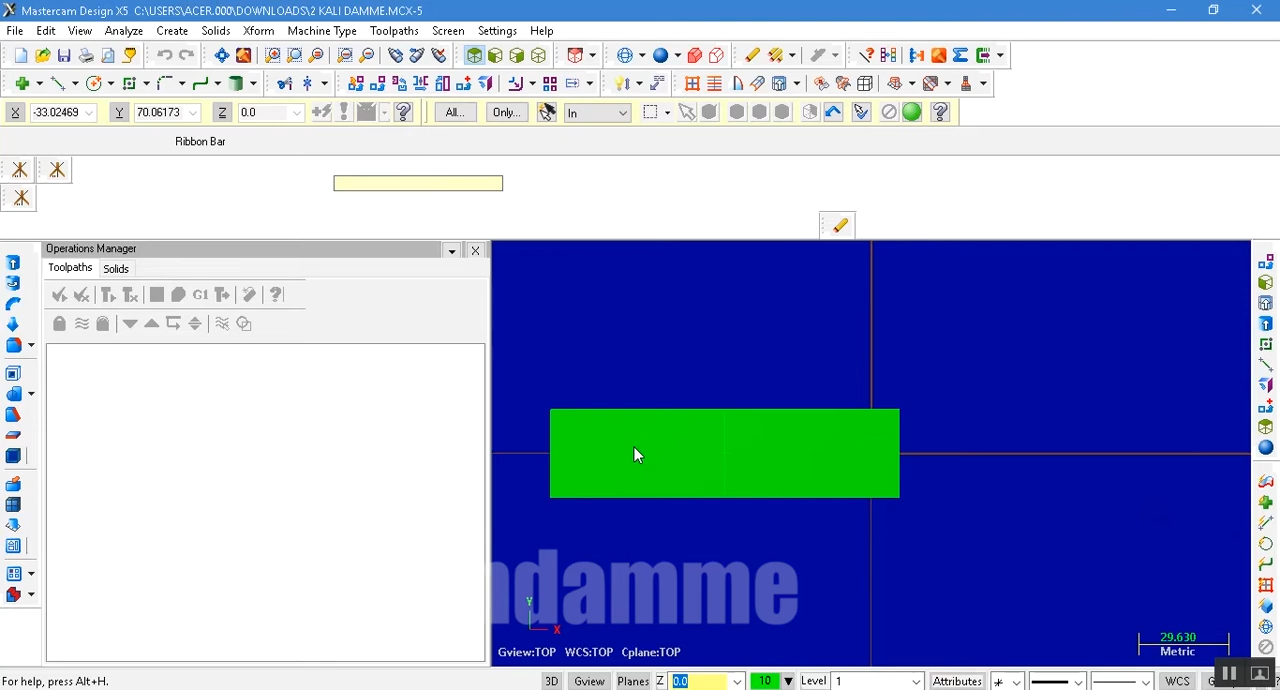 Mastercam Design X5 C:\USERS\ACER.000\DOWNLOADS\2 KALI DAMME.MCX-5
File Edit View Analyze Create Solids Xform Machine Type Toolpaths Screen Settings Help
X -33.02469 Y 70.06173 Z 0.0 All... Only... In
Ribbon Bar
Operations Manager
Toolpaths Solids
G1
ndamme
Y
X
29.630
Metric
Gview:TOP WCS:TOP Cplane:TOP
For help, press Alt+H. 3D Gview Planes Z 0.0 10 Level 1 Attributes WCS